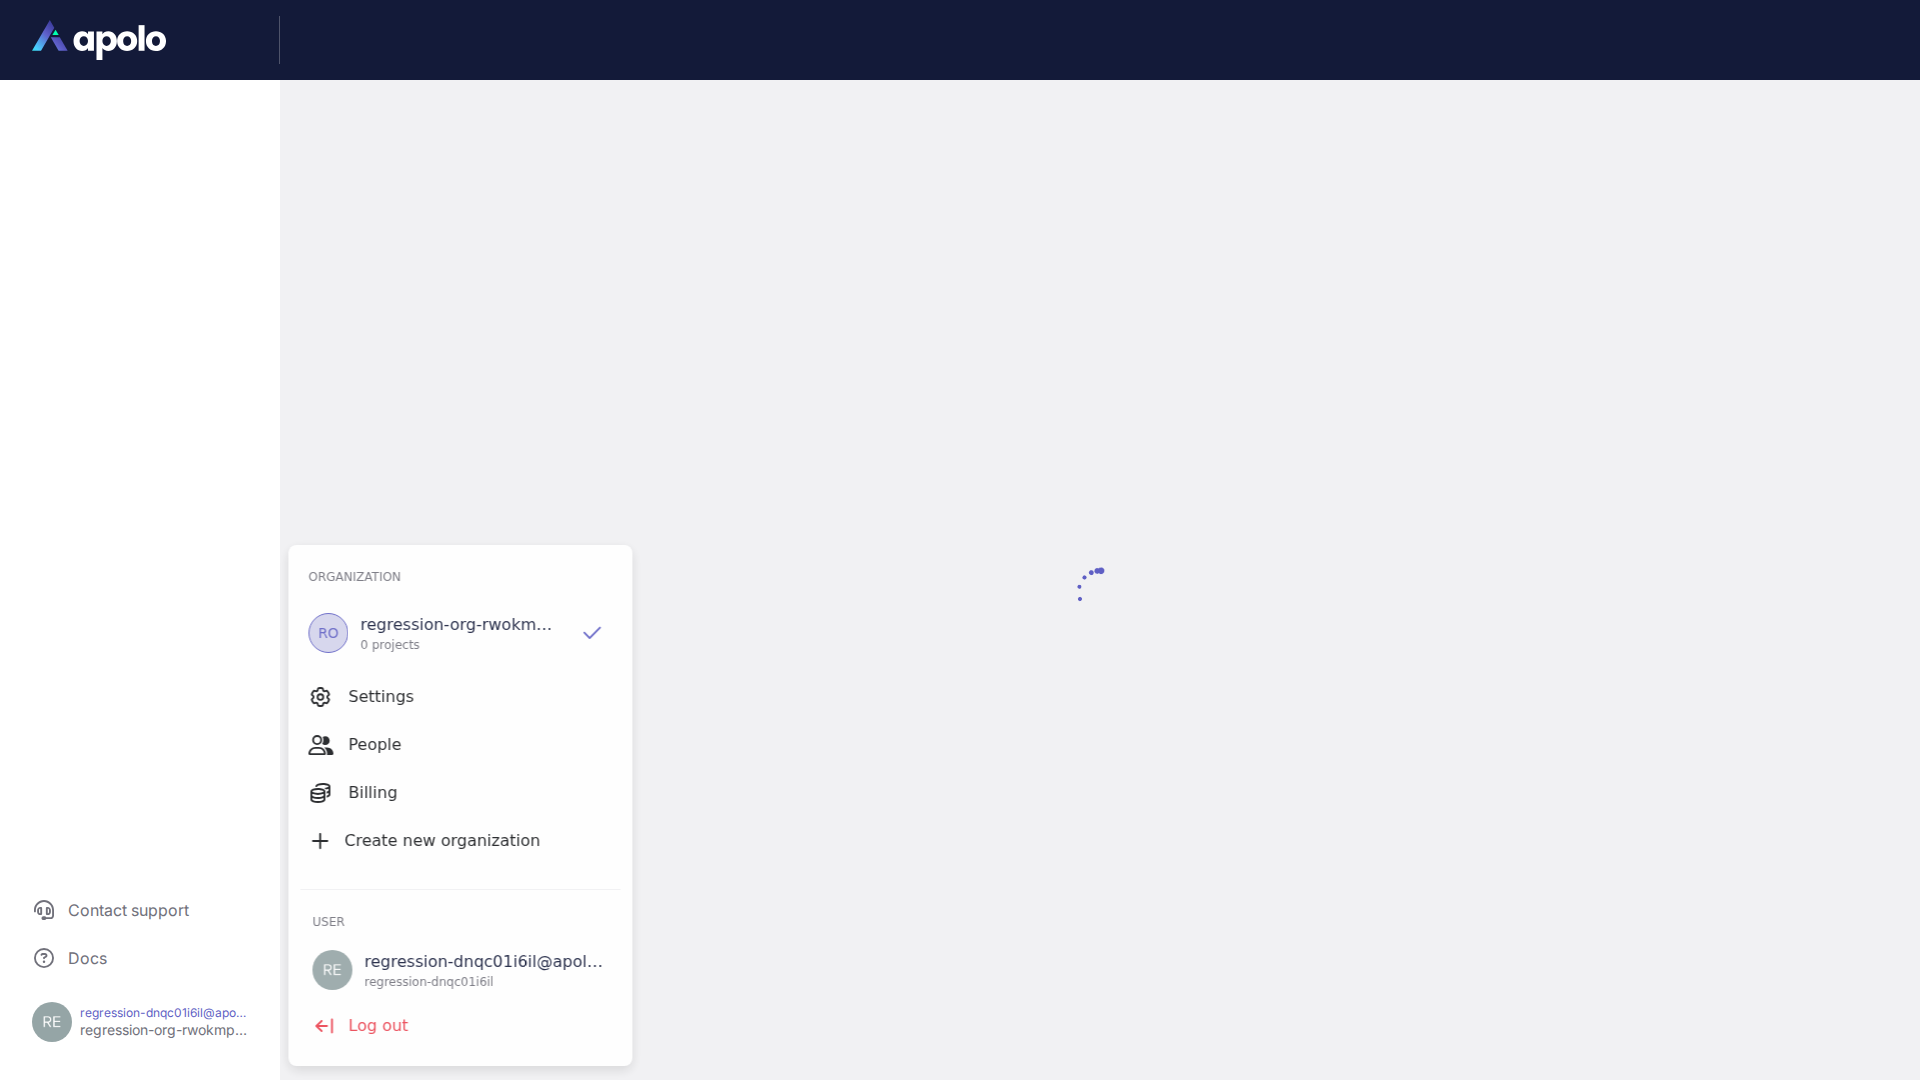 apolo
ORGANIZATION
RO
regression-org-rwokm...
0 projects
Settings
People
Billing
Create new organization
USER
RE
regression-dnqc01i6il@apol...
regression-dnqc01i6il
Log out
Contact support
Docs
RE
regression-dnqc01i6il@apo...
regression-org-rwokmp...